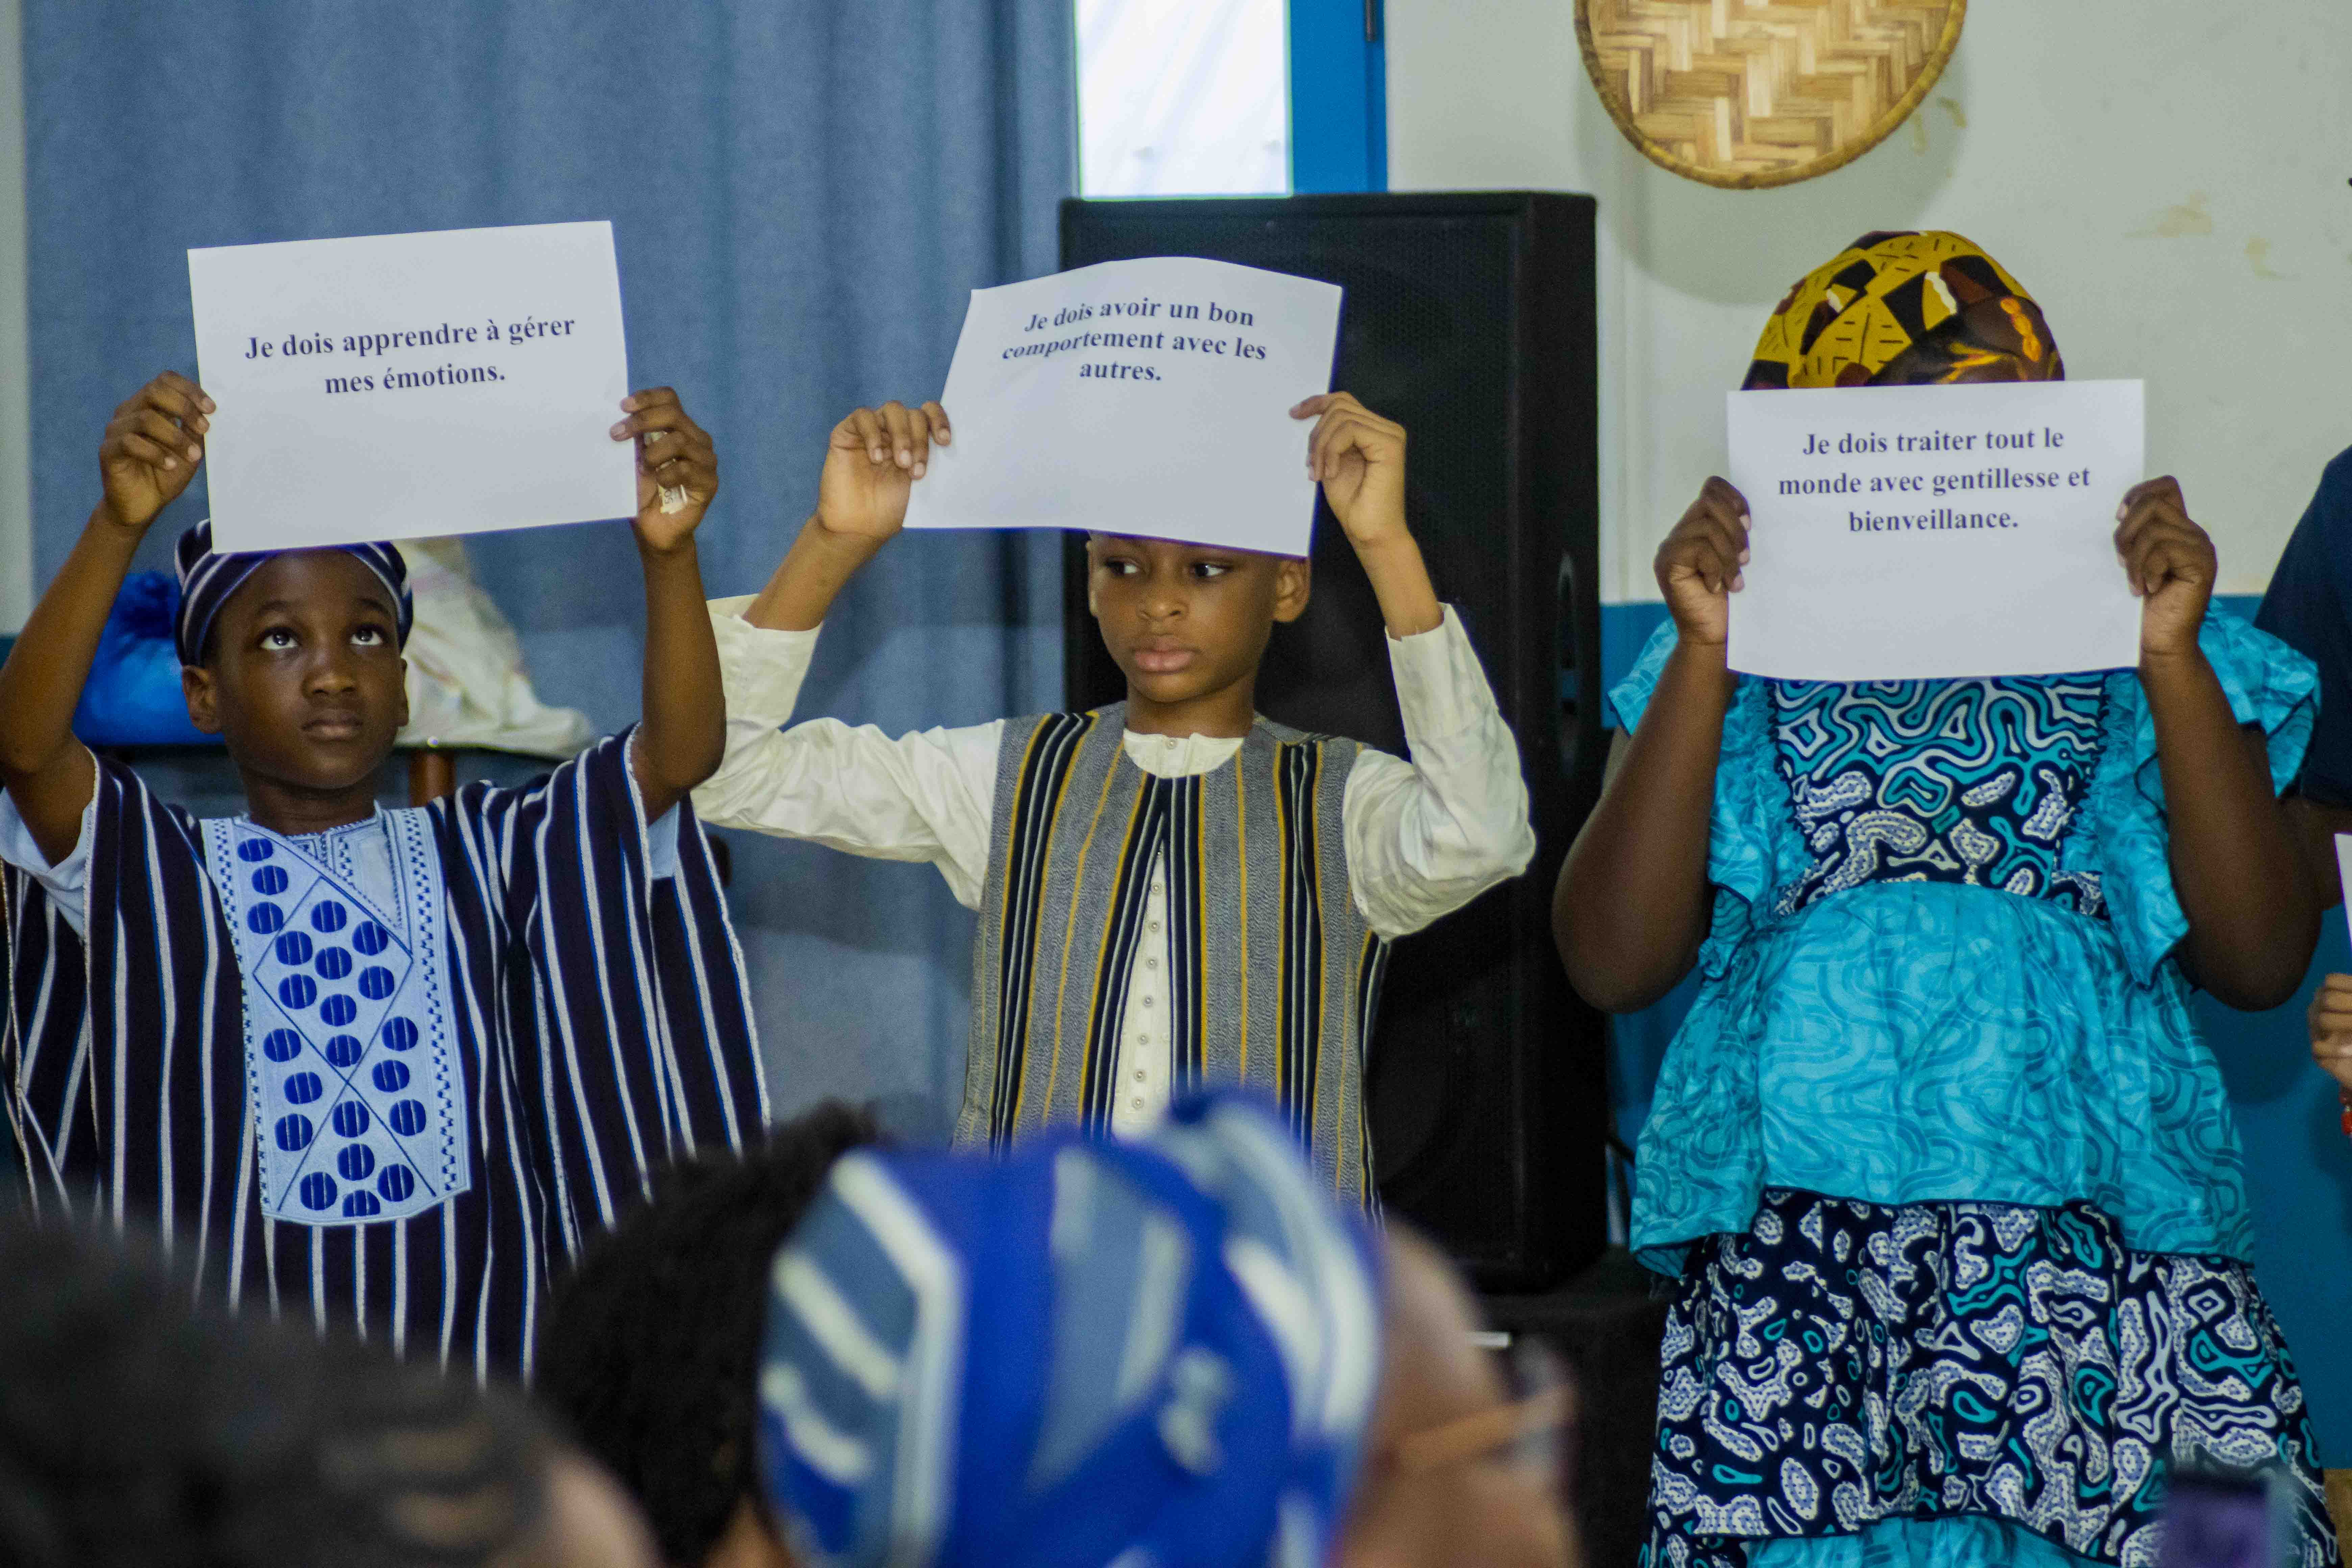 Je dois apprendre à gérer
mes émotions.
Je dois avoir un bon
comportement avec les
autres.
Je dois traiter tout le
monde avec gentillesse et
bienveillance.